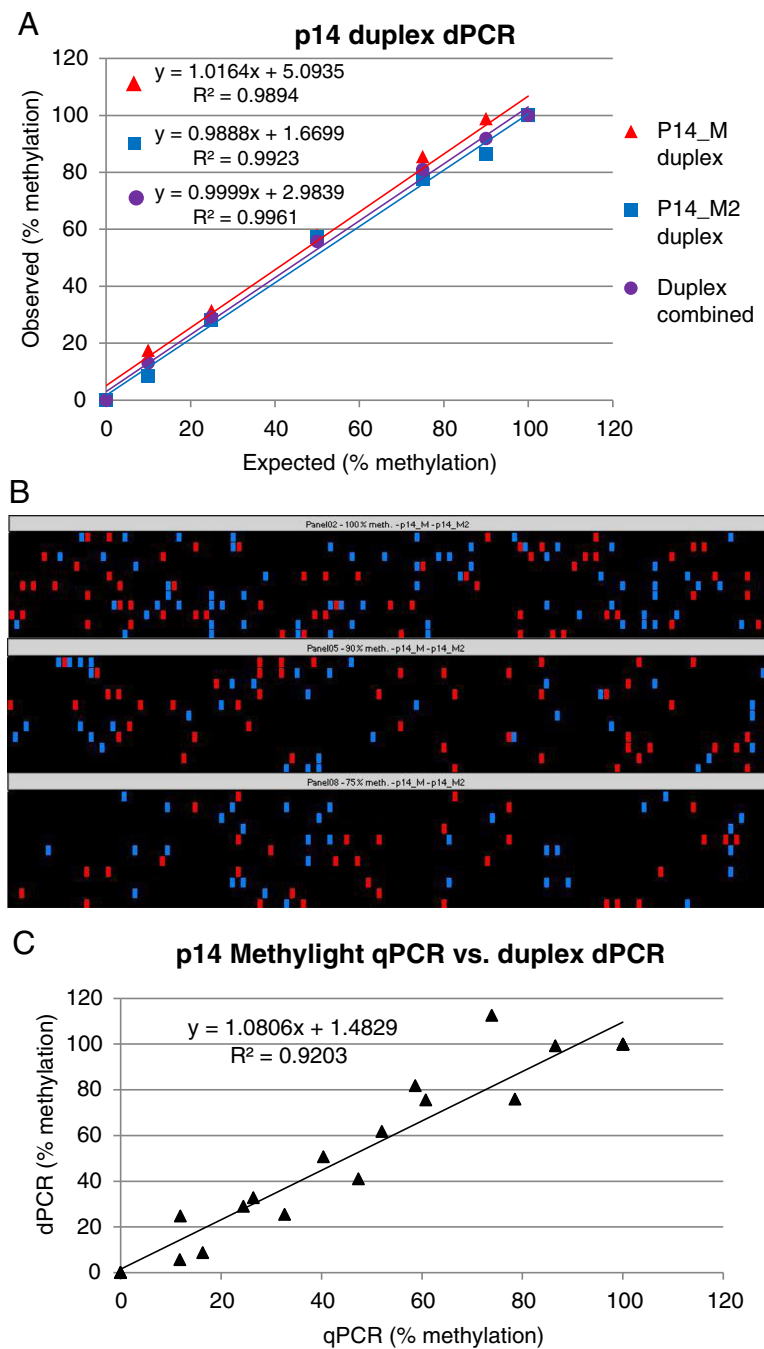 A
p14 duplex dPCR
120
100
80
60
40
20
0
y = 1.0164x + 5.0935
R² = 0.9894
y = 0.9888x + 1.6699
R² = 0.9923
y = 0.9999x + 2.9839
R² = 0.9961
Observed (% methylation)
0 20 40 60 80 100 120
Expected (% methylation)
P14_M
duplex
P14_M2
duplex
Duplex
combined
B
Panel02 - 100% meth. -p14_M -p14_M2
Panel05 - 90% meth. -p14_M -p14_M2
Panel08 - 75% meth. -p14_M -p14_M2
C
p14 Methylight qPCR vs. duplex dPCR
120
100
80
60
40
20
0
y = 1.0806x + 1.4829
R² = 0.9203
dPCR (% methylation)
0 20 40 60 80 100 120
qPCR (% methylation)